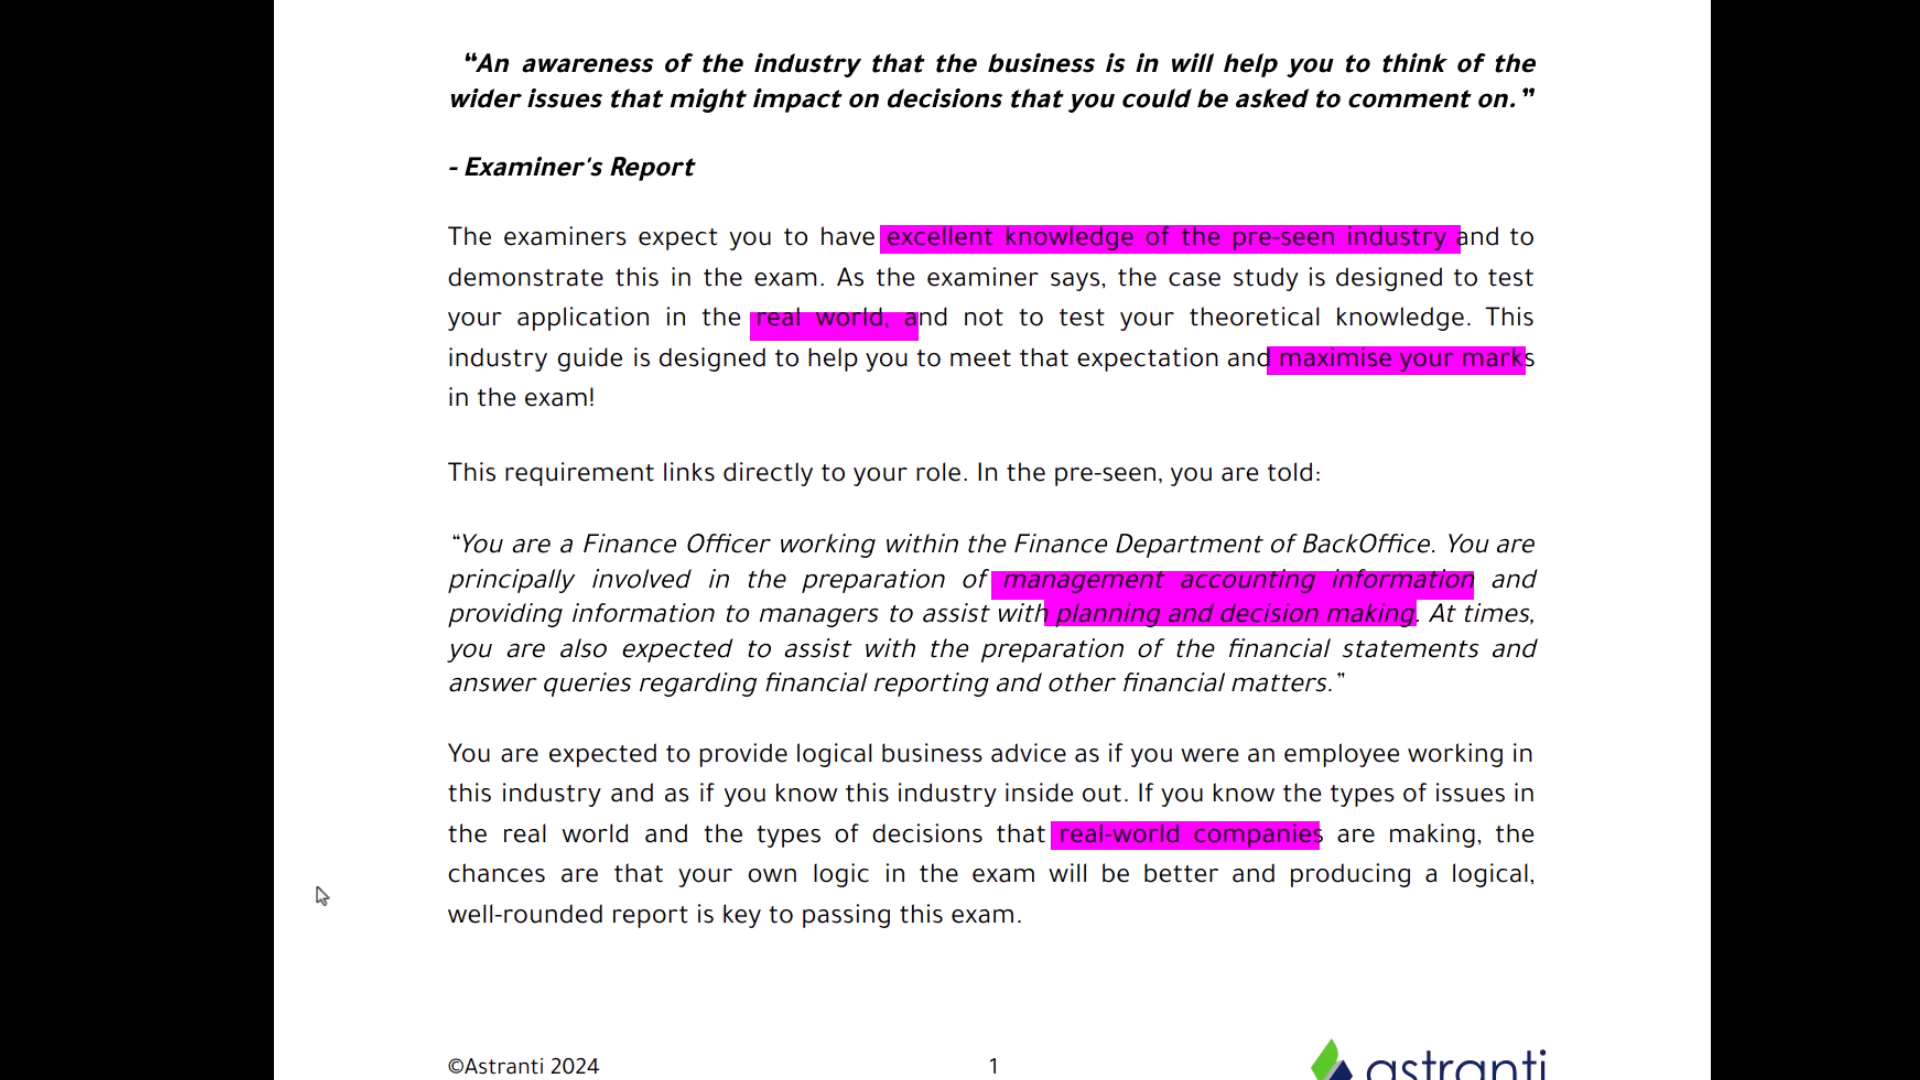 “An awareness of the industry that the business is in will help you to think of the
wider issues that might impact on decisions that you could be asked to comment on.”
- Examiner's Report
The examiners expect you to have excellent knowledge of the pre-seen industry and to
demonstrate this in the exam. As the examiner says, the case study is designed to test
your application in the real world, and not to test your theoretical knowledge. This
industry guide is designed to help you to meet that expectation and maximise your marks
in the exam!
This requirement links directly to your role. In the pre-seen, you are told:
“You are a Finance Officer working within the Finance Department of BackOffice. You are
principally involved in the preparation of management accounting information and
providing information to managers to assist with planning and decision making. At times,
you are also expected to assist with the preparation of the financial statements and
answer queries regarding financial reporting and other financial matters.”
You are expected to provide logical business advice as if you were an employee working in
this industry and as if you know this industry inside out. If you know the types of issues in
the real world and the types of decisions that real-world companies are making, the
chances are that your own logic in the exam will be better and producing a logical,
well-rounded report is key to passing this exam.
©Astranti 2024
1
astranti